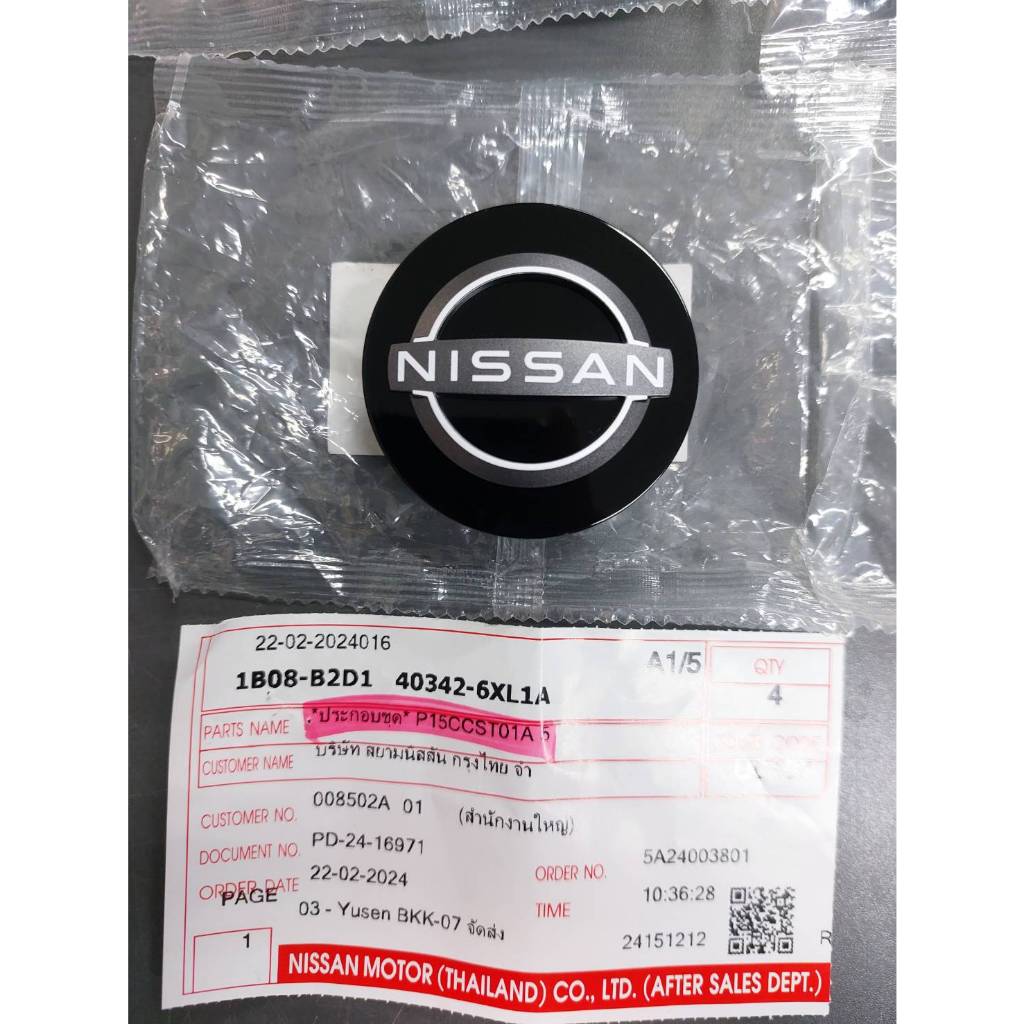 NISSAN
22-02-2024016
A1/5
QTY
1B08-B2D1 40342-6XL1A
4
PARTS NAME *ประกอบชุด* P15CCST01A 5
CUSTOMER NAME บริษัท สยามนิสสัน กรุงไทย จำ
CUSTOMER NO. 008502A 01 (สำนักงานใหญ่)
DOCUMENT NO. PD-24-16971
ORDER NO. 5A24003801
ORDER DATE 22-02-2024
TIME 10:36:28
PAGE
03 - Yusen BKK-07 จัดส่ง
24151212
R
1
NISSAN MOTOR (THAILAND) CO., LTD. (AFTER SALES DEPT.)